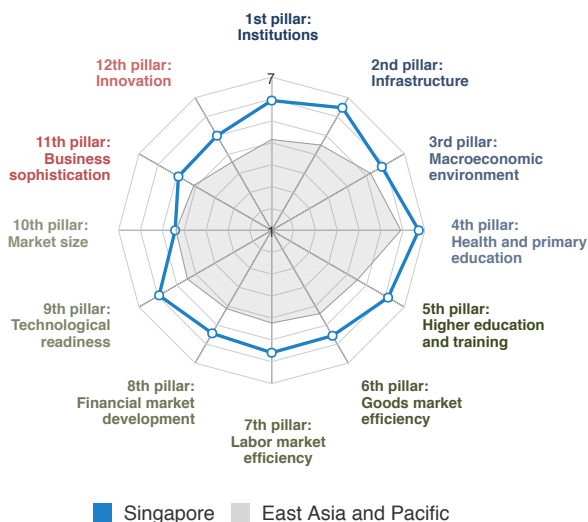 1st pillar:
Institutions
2nd pillar:
Infrastructure
3rd pillar:
Macroeconomic
environment
4th pillar:
Health and primary
education
5th pillar:
Higher education
and training
6th pillar:
Goods market
efficiency
7th pillar:
Labor market
efficiency
8th pillar:
Financial market
development
9th pillar:
Technological
readiness
10th pillar:
Market size
11th pillar:
Business
sophistication
12th pillar:
Innovation
7
1
Singapore
East Asia and Pacific